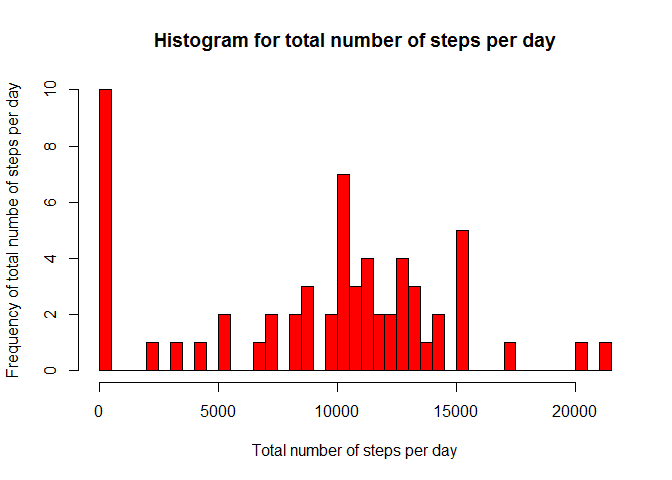 Histogram for total number of steps per day
Frequency of total numbe of steps per day
10
8
6
4
2
0
0 5000 10000 15000 20000
Total number of steps per day